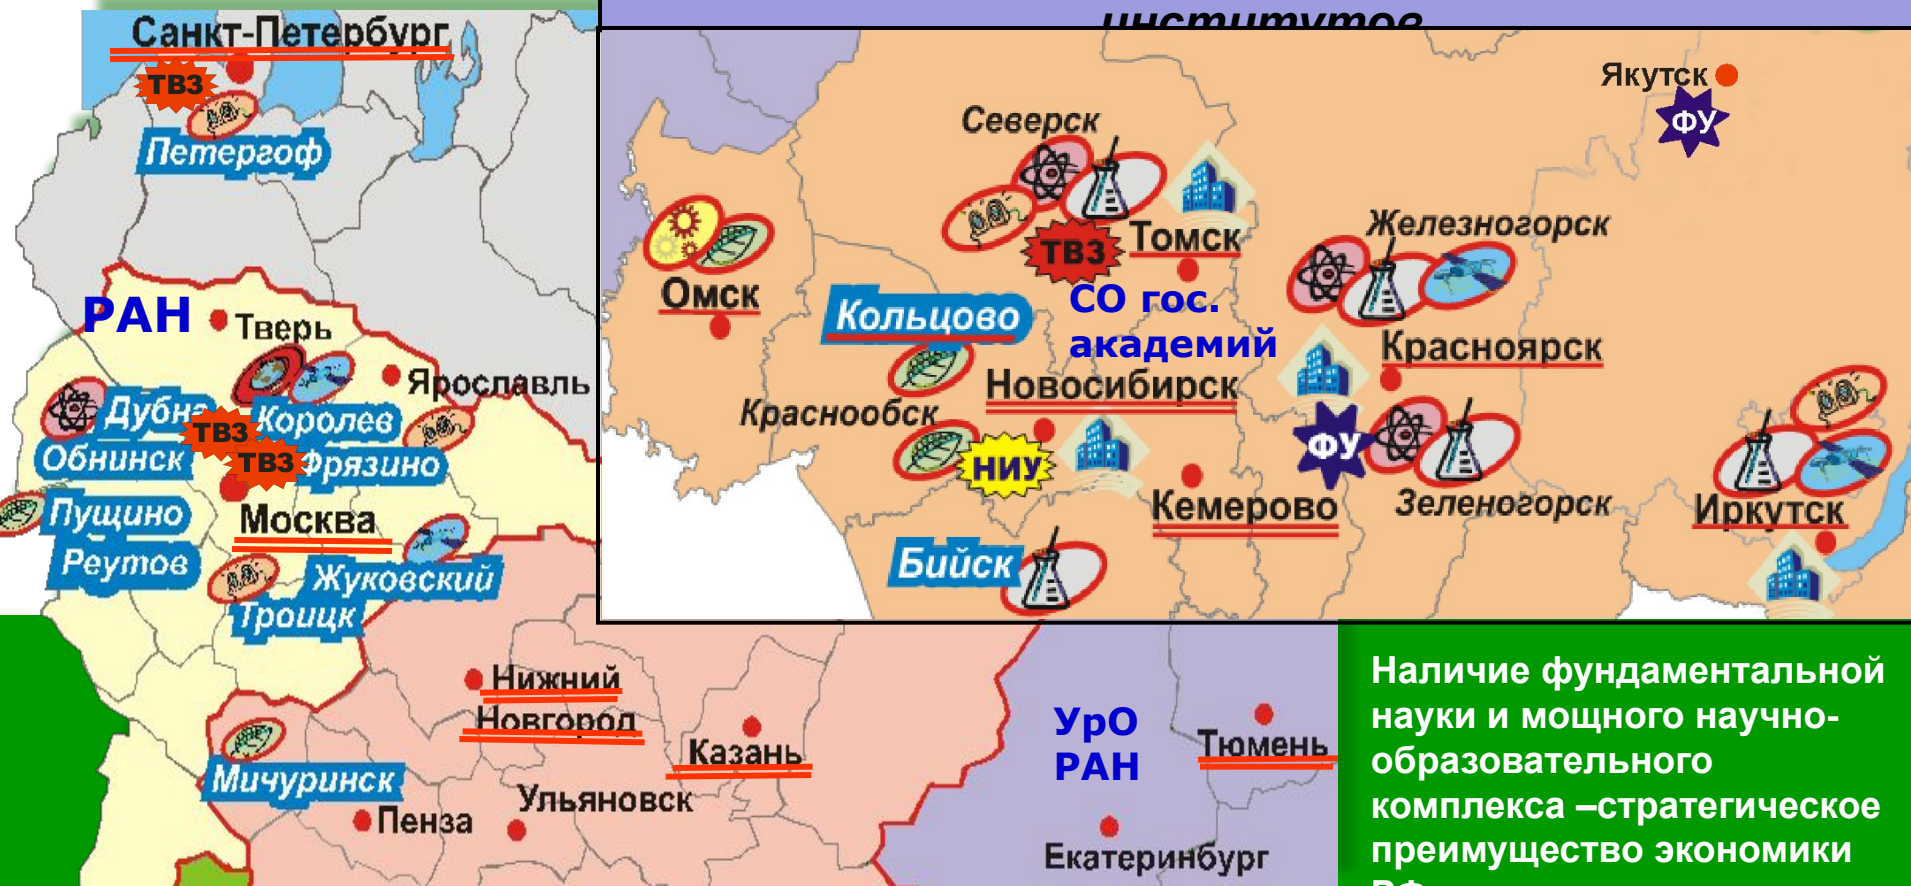 институтов
Санкт-Петербург
ТВЗ
Петергоф
РАН
Тверь
Ярославль
Дубна
ТВЗ
Королев
Обнинск
ТВЗ
Фрязино
Пущино
Москва
Реутов
Жуковский
Троицк
Нижний
Новгород
Казань
Мичуринск
Ульяновск
Пенза
УрО
РАН
Тюмень
Екатеринбург
Якутск
ФУ
Северск
ТВЗ
Томск
Железногорск
Омск
Кольцово
СО гос.
академий
Красноярск
Новосибирск
Краснообск
НИУ
ФУ
Кемерово
Зеленогорск
Иркутск
Бийск
Наличие фундаментальной
науки и мощного научно-
образовательного
комплекса –стратегическое
преимущество экономики
РФ